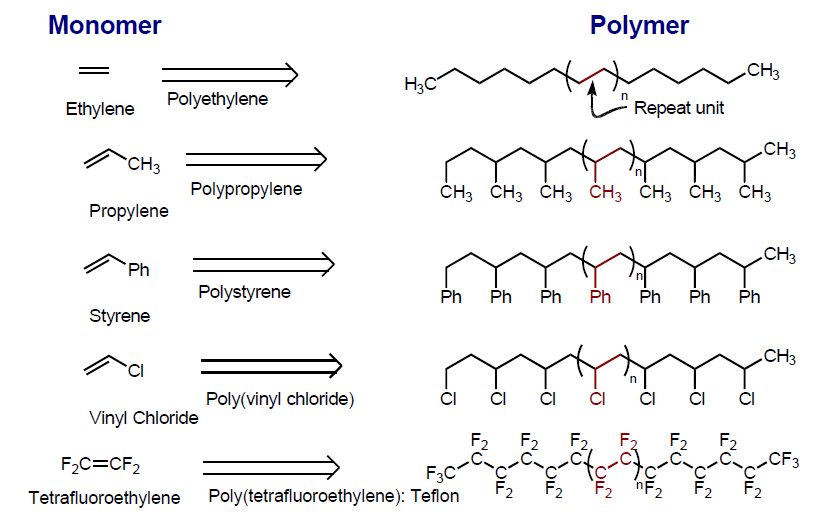 Monomer
Polymer
Ethylene
Polyethylene
H3C
CH3
n
Repeat unit
CH3
Propylene
Polypropylene
CH3
n
CH3 CH3 CH3 CH3 CH3 CH3 CH3
Ph
Styrene
Polystyrene
CH3
n
Ph Ph Ph Ph Ph Ph Ph
Cl
Vinyl Chloride
Poly(vinyl chloride)
CH3
n
Cl Cl Cl Cl Cl Cl Cl
F2C=CF2
Tetrafluoroethylene
Poly(tetrafluoroethylene): Teflon
F2 F2 F2 F2 F2 F2
F3C C C C C C C C C C C C C CF3
F2 F2 F2 n F2 F2 F2